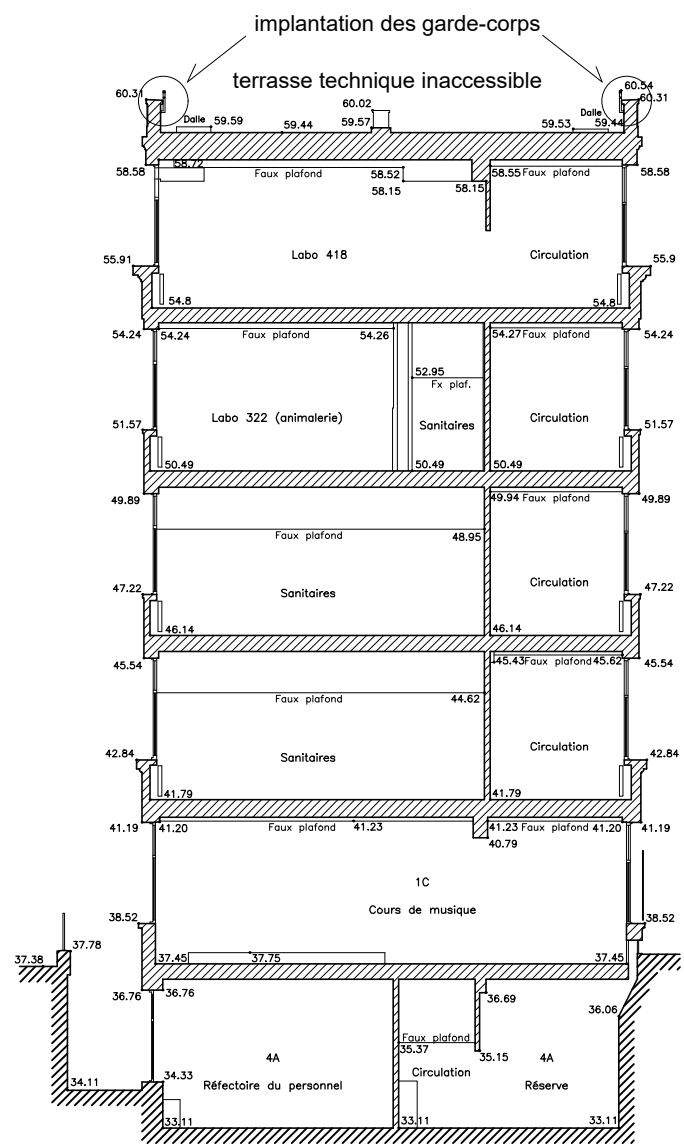 implantation des garde-corps
terrasse technique inaccessible
60.31
60.54
60.31
60.02
Dalle
59.59
59.44
59.57
59.53
Dalle
59.44
58.58
58.72
Faux plafond
58.52
58.15
58.15
58.55
Faux plafond
58.58
Labo 418
Circulation
55.91
55.9
54.8
54.8
54.24
54.24
Faux plafond
54.26
54.27
Faux plafond
54.24
52.95
Fx plaf.
Labo 322 (animalerie)
Sanitaires
Circulation
51.57
51.57
50.49
50.49
50.49
49.89
49.94
Faux plafond
49.89
Faux plafond
48.95
Sanitaires
Circulation
47.22
47.22
46.14
46.14
45.54
45.43
Faux plafond
45.62
45.54
Faux plafond
44.62
Sanitaires
Circulation
42.84
42.84
41.79
41.79
41.19
41.20
Faux plafond
41.23
41.23
Faux plafond
41.20
41.19
40.79
1C
Cours de musique
38.52
38.52
37.78
37.38
37.45
37.75
37.45
36.76
36.76
36.69
36.06
Faux plafond
35.37
35.15
4A
Réfectoire du personnel
Circulation
4A
Réserve
34.11
34.33
33.11
33.11
33.11